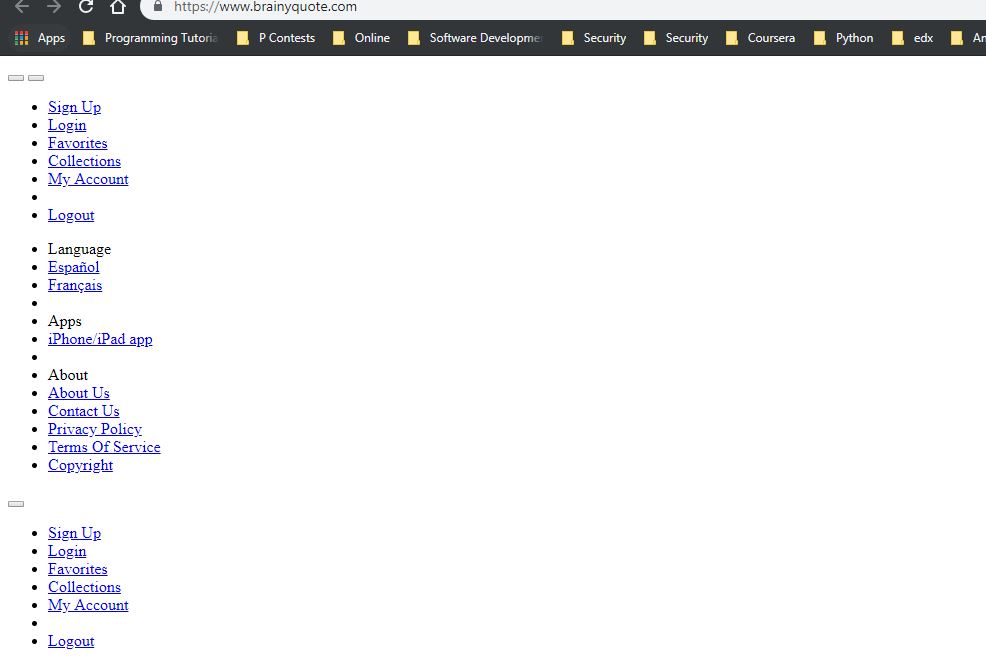 https://www.brainyquote.com
Apps Programming Tutoria P Contests Online Software Developme Security Security Coursera Python edx An
Sign Up
Login
Favorites
Collections
My Account
Logout
Language
Español
Français
Apps
iPhone/iPad app
About
About Us
Contact Us
Privacy Policy
Terms Of Service
Copyright
Sign Up
Login
Favorites
Collections
My Account
Logout